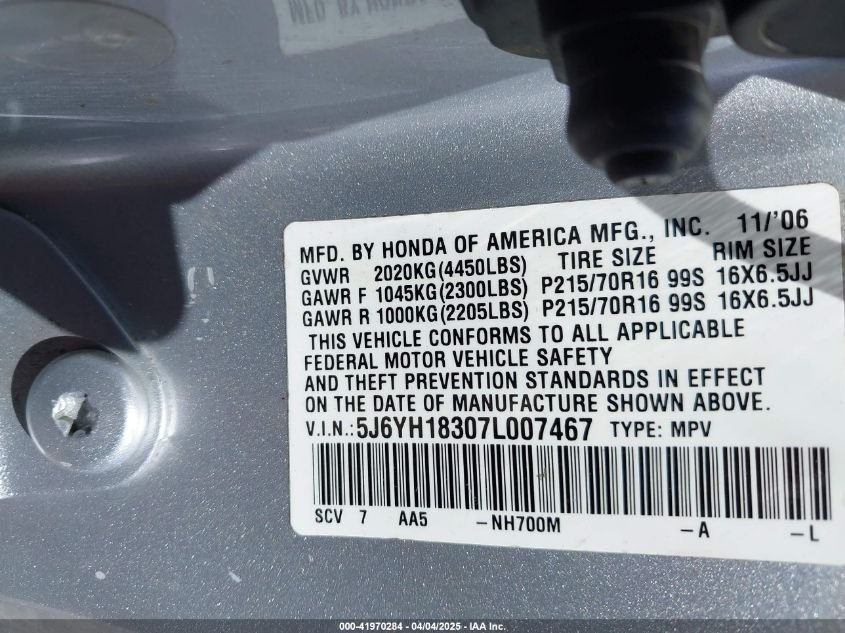 MFD. BY HONDA
MFD. BY HONDA OF AMERICA MFG., INC. 11/'06
GVWR 2020KG(4450LBS) TIRE SIZE RIM SIZE
GAWR F 1045KG(2300LBS) P215/70R16 99S 16X6.5JJ
GAWR R 1000KG(2205LBS) P215/70R16 99S 16X6.5JJ
THIS VEHICLE CONFORMS TO ALL APPLICABLE
FEDERAL MOTOR VEHICLE SAFETY
AND THEFT PREVENTION STANDARDS IN EFFECT
ON THE DATE OF MANUFACTURE SHOWN ABOVE.
V.I.N.:5J6YH18307L007467 TYPE: MPV
SCV 7 AA5 -NH700M -A -L
000-41970284 - 04/04/2025 - IAA Inc.